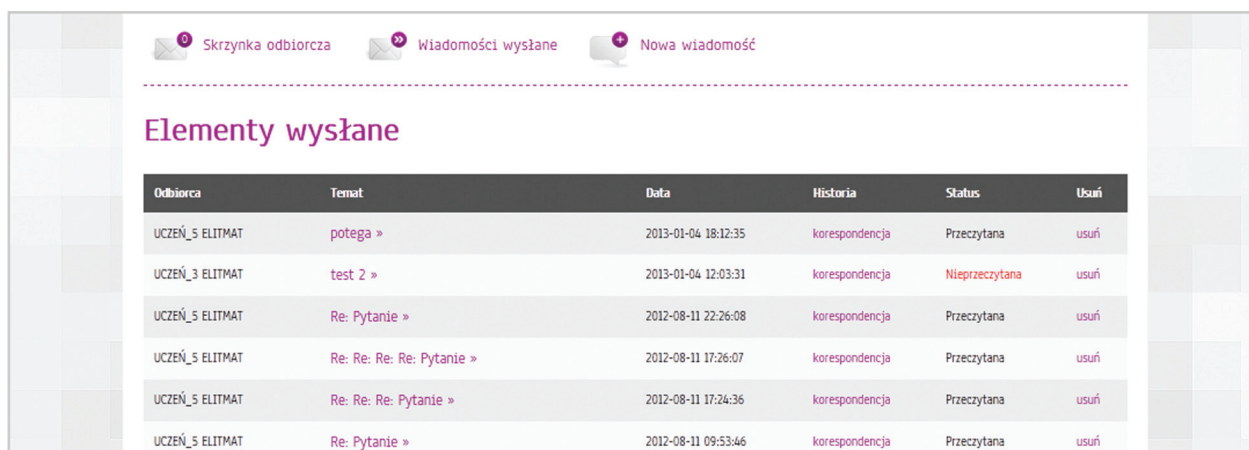 0 Skrzynka odbiorcza » Wiadomości wysłane + Nowa wiadomość
Elementy wysłane
Odbiorca Temat Data Historia Status Usuń
UCZEŃ_5 ELITMAT potega » 2013-01-04 18:12:35 korespondencja Przeczytana usuń
UCZEŃ_3 ELITMAT test 2 » 2013-01-04 12:03:31 korespondencja Nieprzeczytana usuń
UCZEŃ_5 ELITMAT Re: Pytanie » 2012-08-11 22:26:08 korespondencja Przeczytana usuń
UCZEŃ_5 ELITMAT Re: Re: Re: Re: Pytanie » 2012-08-11 17:26:07 korespondencja Przeczytana usuń
UCZEŃ_5 ELITMAT Re: Re: Re: Pytanie » 2012-08-11 17:24:36 korespondencja Przeczytana usuń
UCZEŃ_5 ELITMAT Re: Pytanie » 2012-08-11 09:53:46 korespondencja Przeczytana usuń